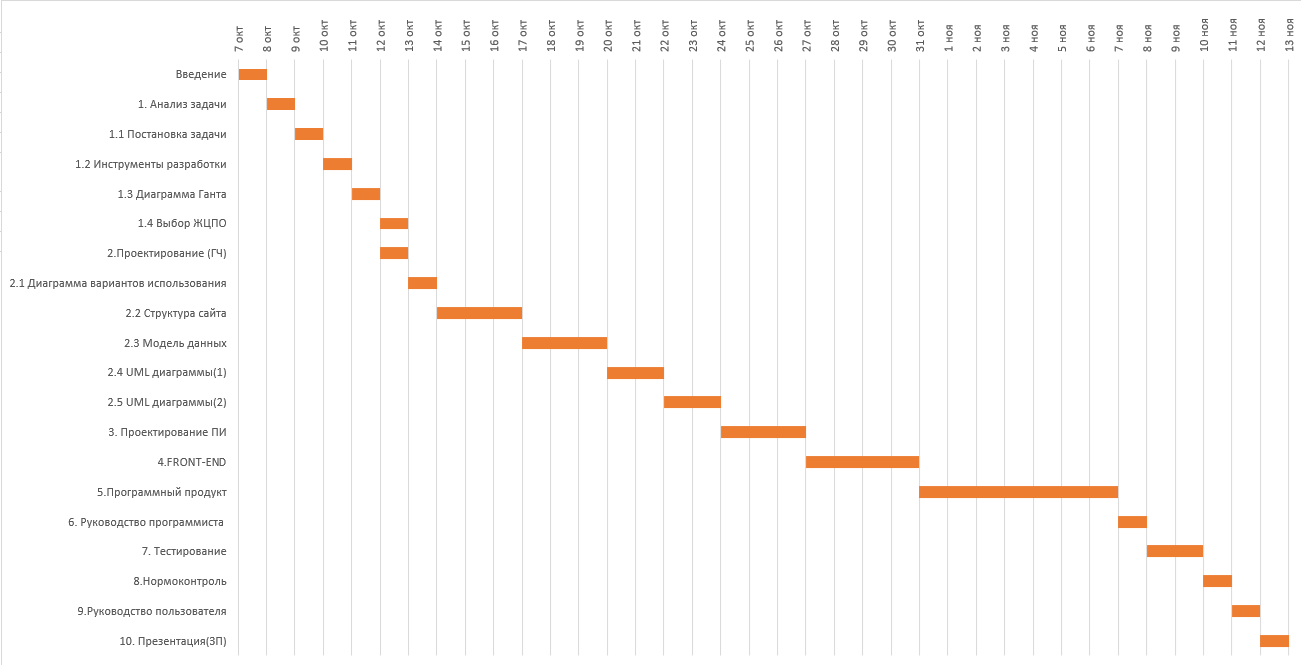 7 окт
8 окт
9 окт
10 окт
11 окт
12 окт
13 окт
14 окт
15 окт
16 окт
17 окт
18 окт
19 окт
20 окт
21 окт
22 окт
23 окт
24 окт
25 окт
26 окт
27 окт
28 окт
29 окт
30 окт
31 окт
1 ноя
2 ноя
3 ноя
4 ноя
5 ноя
6 ноя
7 ноя
8 ноя
9 ноя
10 ноя
11 ноя
12 ноя
13 ноя
Введение
1. Анализ задачи
1.1 Постановка задачи
1.2 Инструменты разработки
1.3 Диаграмма Ганта
1.4 Выбор ЖЦПО
2.Проектирование (ГЧ)
2.1 Диаграмма вариантов использования
2.2 Структура сайта
2.3 Модель данных
2.4 UML диаграммы(1)
2.5 UML диаграммы(2)
3. Проектирование ПИ
4.FRONT-END
5.Программный продукт
6. Руководство программиста
7. Тестирование
8.Нормоконтроль
9.Руководство пользователя
10. Презентация(ЗП)